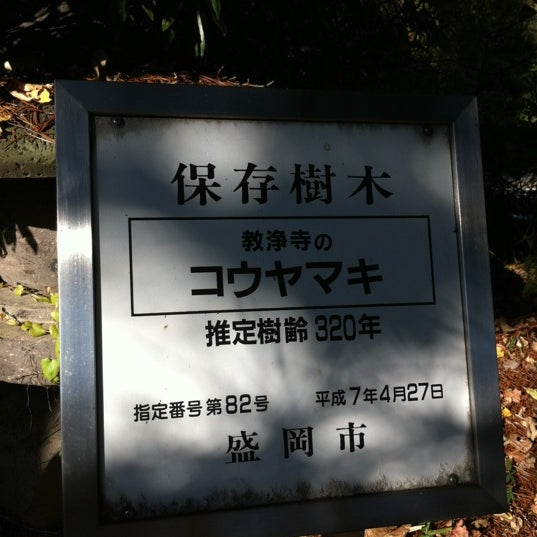 保存樹木
教浄寺の
コウヤマキ
推定樹齢320年
指定番号第82号 平成7年4月27日
盛岡市